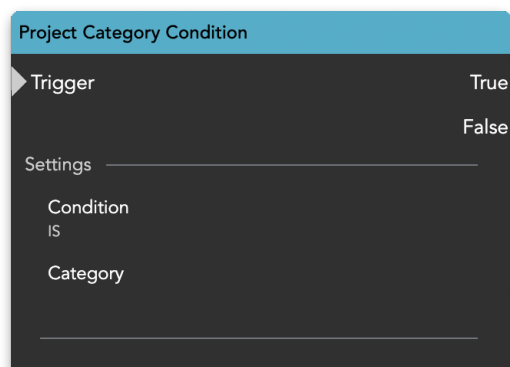 Project Category Condition
Trigger True
False
Settings
Condition
IS
Category